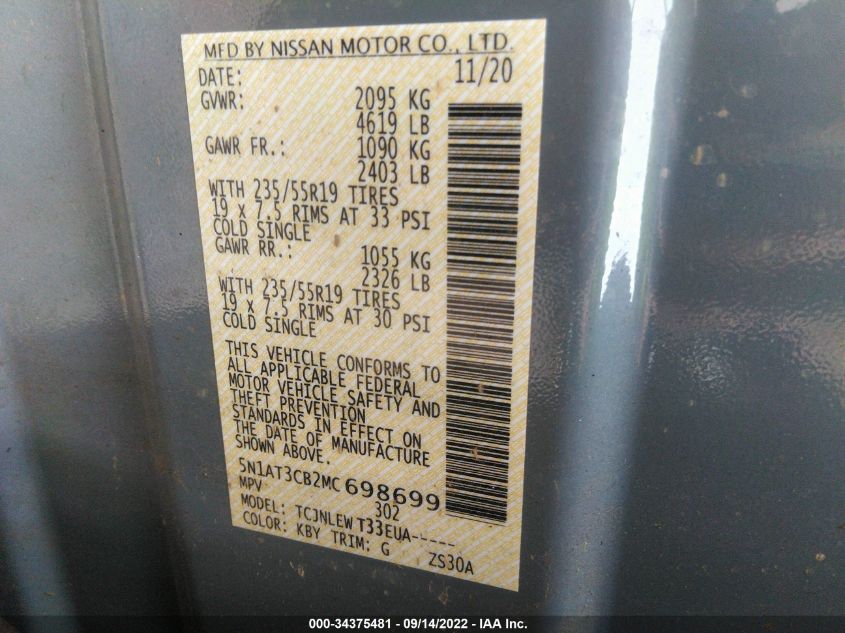 MFD BY NISSAN MOTOR CO., LTD.
DATE: 11/20
GVWR: 2095 KG
4619 LB
GAWR FR.: 1090 KG
2403 LB
WITH 235/55R19 TIRES
19 X 7.5 RIMS AT 33 PSI
COLD SINGLE
GAWR RR.: 1055 KG
2326 LB
WITH 235/55R19 TIRES
19 X 7.5 RIMS AT 30 PSI
COLD SINGLE
THIS VEHICLE CONFORMS TO
ALL APPLICABLE FEDERAL
MOTOR VEHICLE SAFETY AND
THEFT PREVENTION
STANDARDS IN EFFECT ON
THE DATE OF MANUFACTURE
SHOWN ABOVE.
5N1AT3CB2MC 698699
MPV 302
MODEL: TCJNLEW T33EUA-----
COLOR: KBY TRIM: G ZS30A
000-34375481 - 09/14/2022 - IAA Inc.